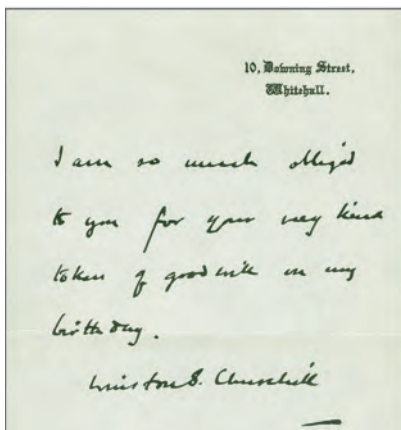 10, Downing Street,
Whitehall.
I am so much obliged
to you for your very kind
token of goodwill on my
birthday.
Winston S. Churchill